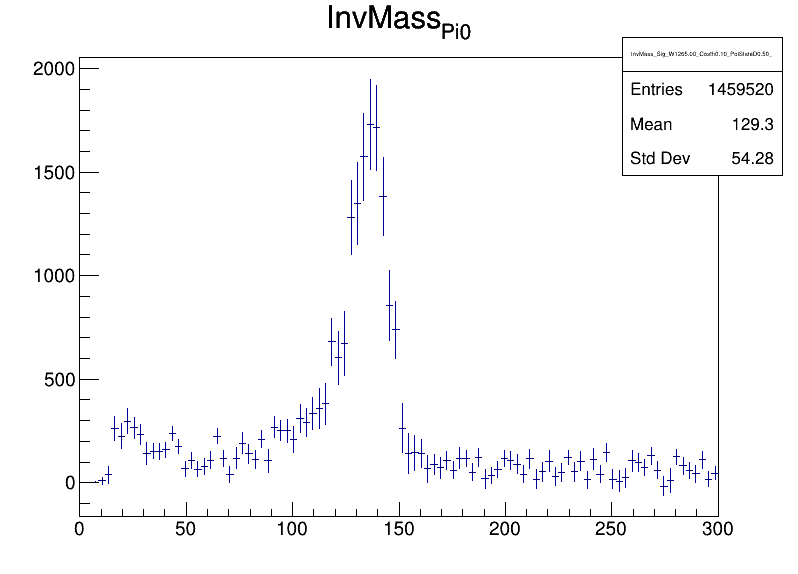 InvMass_Pi0
InvMass_Sig_W1265.00_Costh0.10_PolStateD0.50_
Entries 1459520
Mean 129.3
Std Dev 54.28
2000
1500
1000
500
0
0 50 100 150 200 250 300